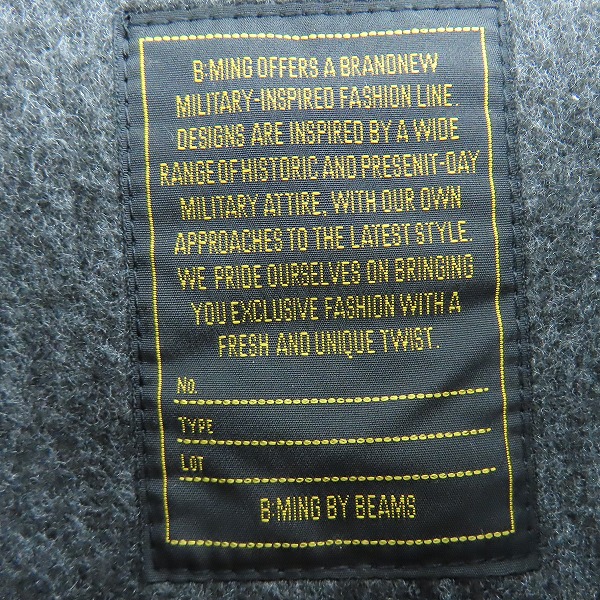 B:MING OFFERS A BRANDNEW
MILITARY-INSPIRED FASHION LINE.
DESIGNS ARE INSPIRED BY A WIDE
RANGE OF HISTORIC AND PRESENIT-DAY
MILITARY ATTIRE, WITH OUR OWN
APPROACHES TO THE LATEST STYLE.
WE PRIDE OURSELVES ON BRINGING
YOU EXCLUSIVE FASHION WITH A
FRESH AND UNIQUE TWIST.
No.
TYPE
LOT
B:MING BY BEAMS